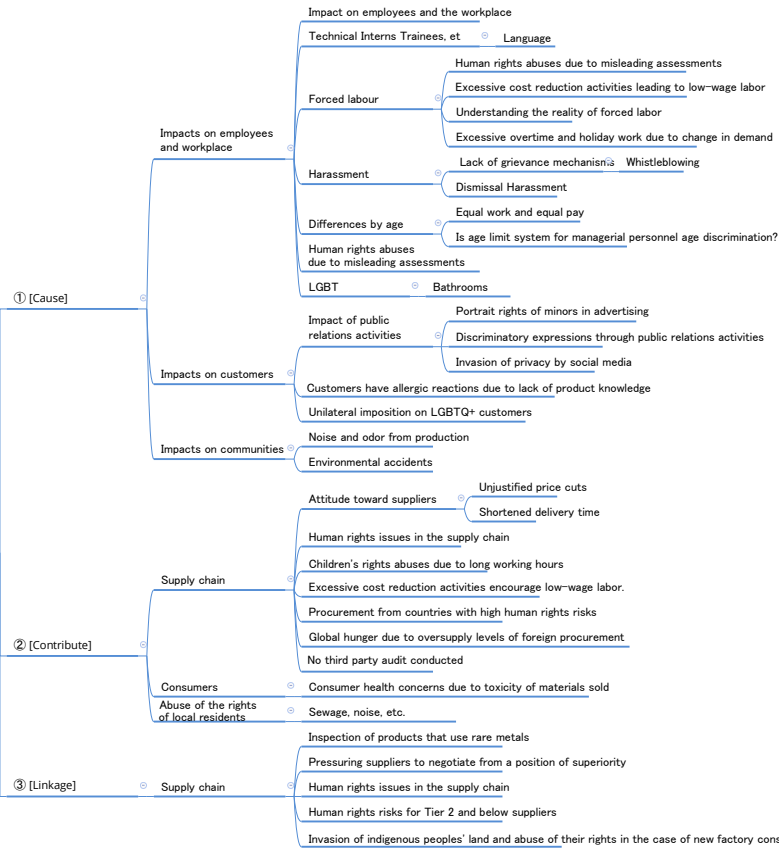 Impact on employees and the workplace
Technical Interns Trainees, et
Language
Human rights abuses due to misleading assessments
Excessive cost reduction activities leading to low-wage labor
Forced labour
Understanding the reality of forced labor
Excessive overtime and holiday work due to change in demand
Impacts on employees
and workplace
Lack of grievance mechanisms
Whistleblowing
Harassment
Dismissal Harassment
Equal work and equal pay
Differences by age
Is age limit system for managerial personnel age discrimination?
Human rights abuses
due to misleading assessments
LGBT
Bathrooms
① [Cause]
Portrait rights of minors in advertising
Impact of public
relations activities
Discriminatory expressions through public relations activities
Invasion of privacy by social media
Impacts on customers
Customers have allergic reactions due to lack of product knowledge
Unilateral imposition on LGBTQ+ customers
Noise and odor from production
Impacts on communities
Environmental accidents
Unjustified price cuts
Attitude toward suppliers
Shortened delivery time
Human rights issues in the supply chain
Children's rights abuses due to long working hours
Supply chain
Excessive cost reduction activities encourage low-wage labor.
Procurement from countries with high human rights risks
Global hunger due to oversupply levels of foreign procurement
② [Contribute]
No third party audit conducted
Consumers
Consumer health concerns due to toxicity of materials sold
Abuse of the rights
of local residents
Sewage, noise, etc.
Inspection of products that use rare metals
Pressuring suppliers to negotiate from a position of superiority
③ [Linkage]
Supply chain
Human rights issues in the supply chain
Human rights risks for Tier 2 and below suppliers
Invasion of indigenous peoples' land and abuse of their rights in the case of new factory cons